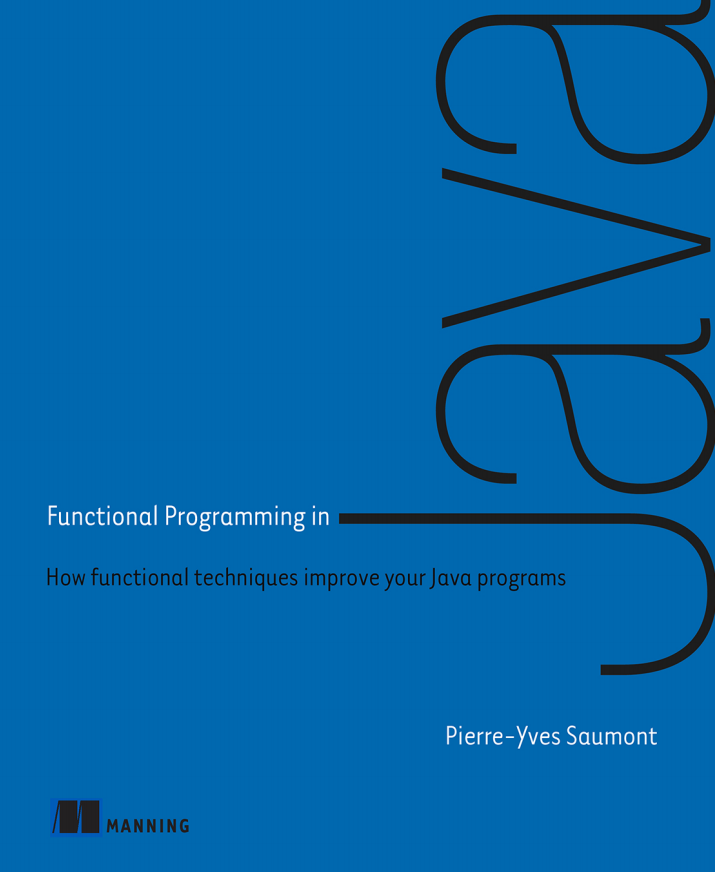 Functional Programming in Java
How functional techniques improve your Java programs
Pierre-Yves Saumont
MANNING